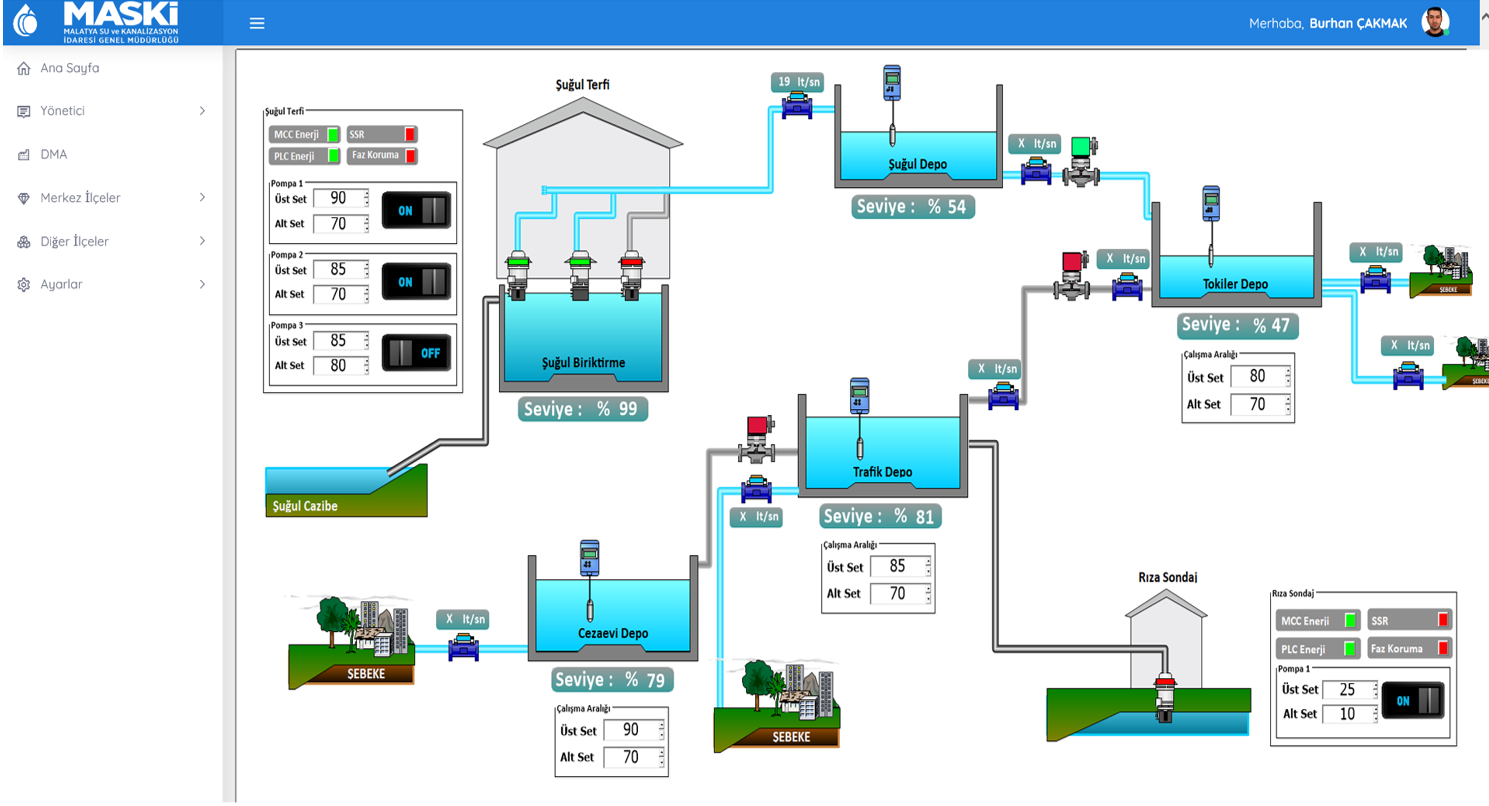 MASKİ
MALATYA SU ve KANALİZASYON
İDARESİ GENEL MÜDÜRLÜĞÜ
Merhaba, Burhan ÇAKMAK
Ana Sayfa
Yönetici
DMA
Merkez İlçeler
Diğer İlçeler
Ayarlar
Şuğul Terfi
MCC Enerji
SSR
PLC Enerji
Faz Koruma
Pompa 1
Üst Set 90
ON
Alt Set 70
Pompa 2
Üst Set 85
ON
Alt Set 70
Pompa 3
Üst Set 85
OFF
Alt Set 80
Şuğul Terfi
Şuğul Biriktirme
Seviye : % 99
Şuğul Cazibe
19 lt/sn
Şuğul Depo
Seviye : % 54
X lt/sn
X lt/sn
Tokiler Depo
Seviye : % 47
Çalışma Aralığı
Üst Set 80
Alt Set 70
X lt/sn
ŞEBEKE
X lt/sn
ŞEBEKE
X lt/sn
Trafik Depo
Seviye : % 81
Çalışma Aralığı
Üst Set 85
Alt Set 70
X lt/sn
ŞEBEKE
Cezaevi Depo
Seviye : % 79
Çalışma Aralığı
Üst Set 90
Alt Set 70
X lt/sn
ŞEBEKE
Rıza Sondaj
Rıza Sondaj
MCC Enerji
SSR
PLC Enerji
Faz Koruma
Pompa 1
Üst Set 25
ON
Alt Set 10